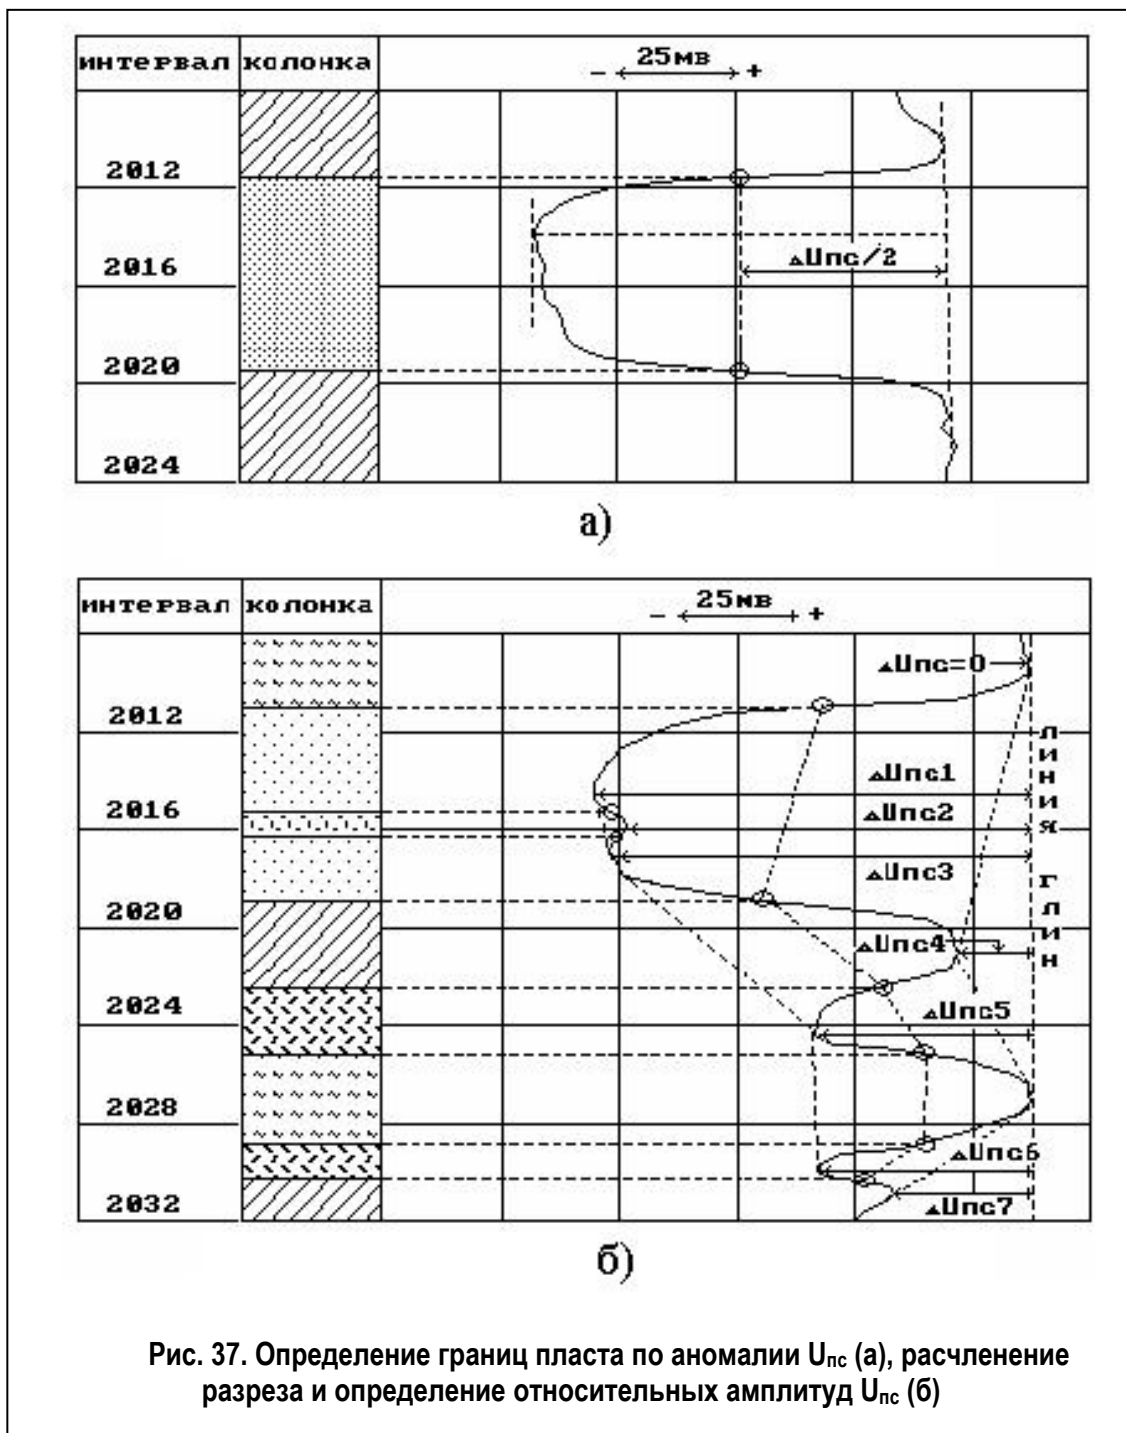 интервал колонка
25мв
- +
2012
2016
ΔUпс/2
2020
2024
а)
интервал колонка
25мв
- +
ΔUпс=0
2012
линия глин
ΔUпс1
2016
ΔUпс2
ΔUпс3
2020
ΔUпс4
2024
ΔUпс5
2028
ΔUпс6
2032
ΔUпс7
б)
Рис. 37. Определение границ пласта по аномалии Uпс (а), расчленение
разреза и определение относительных амплитуд Uпс (б)